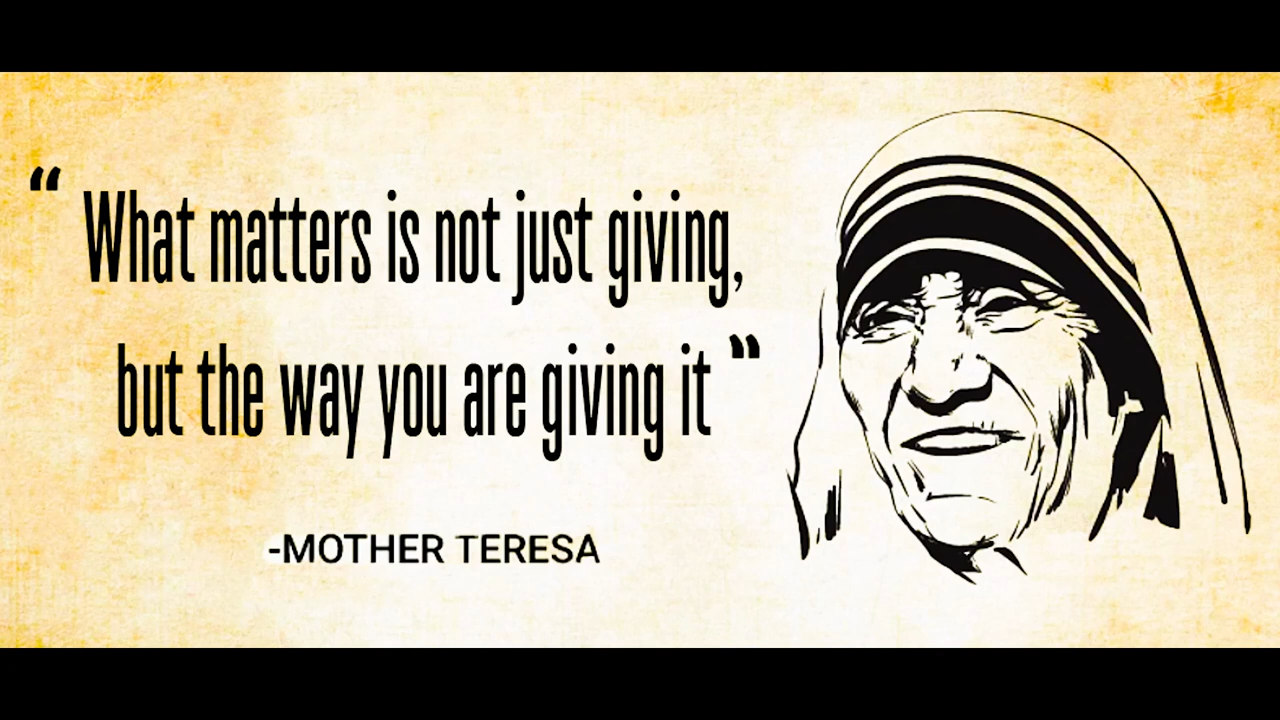 “ What matters is not just giving,
but the way you are giving it ”
-MOTHER TERESA